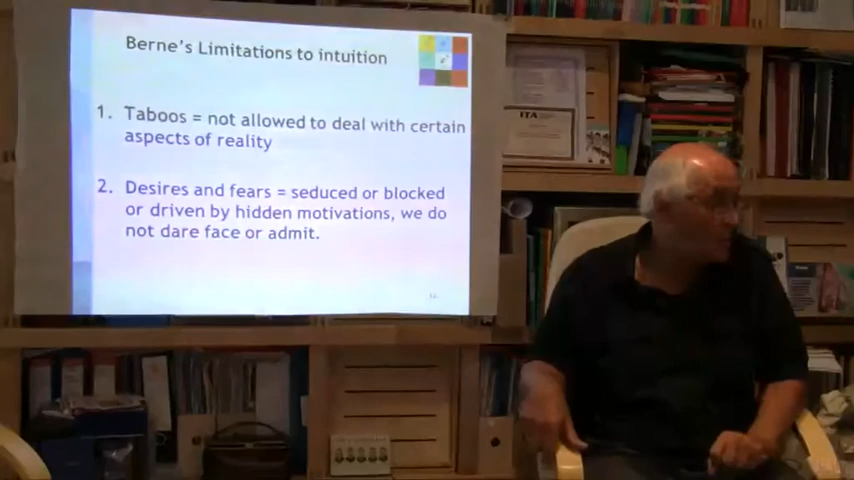 Berne's Limitations to intuition
1. Taboos = not allowed to deal with certain
aspects of reality
2. Desires and fears = seduced or blocked
or driven by hidden motivations, we do
not dare face or admit.
ITA